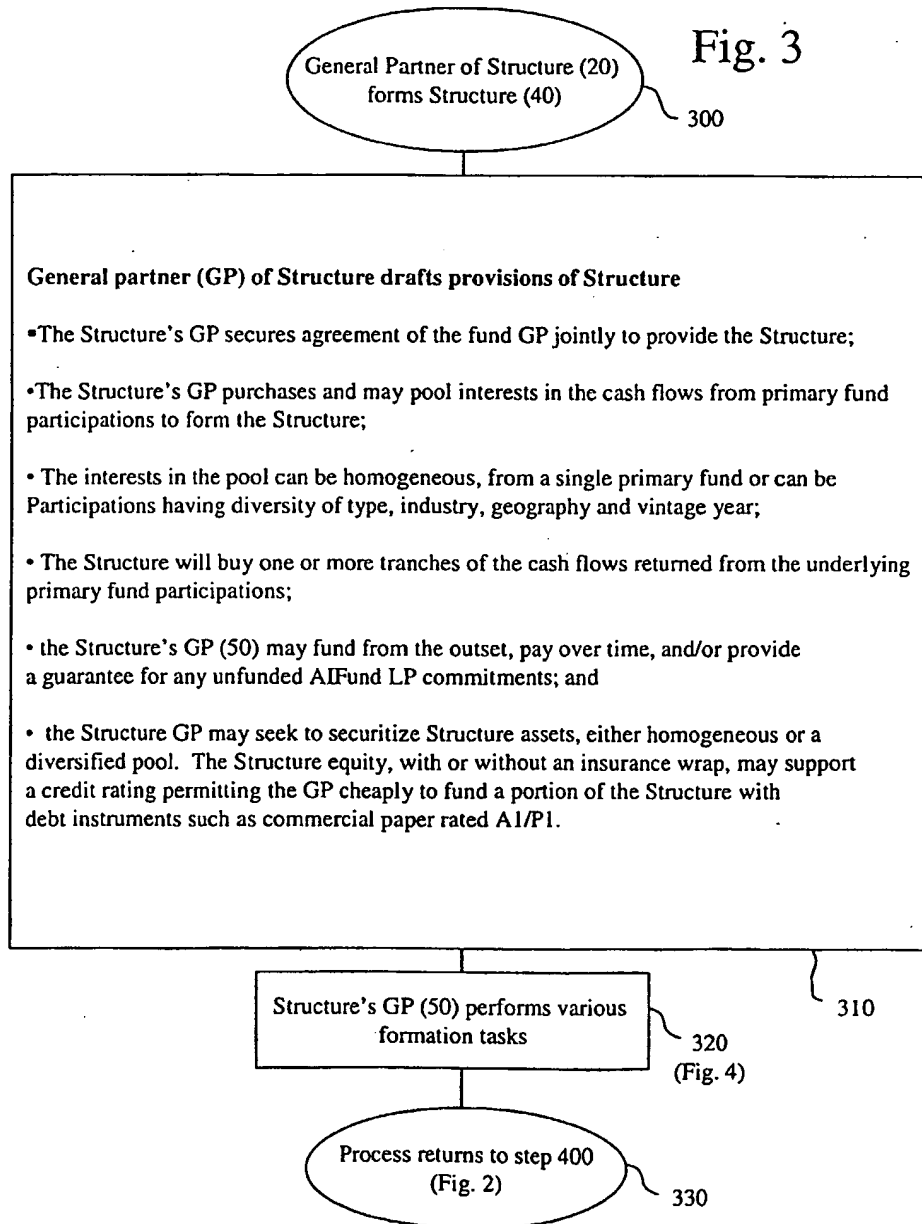 Fig. 3
General Partner of Structure (20)
forms Structure (40)
300
General partner (GP) of Structure drafts provisions of Structure
▪The Structure's GP secures agreement of the fund GP jointly to provide the Structure;
•The Structure's GP purchases and may pool interests in the cash flows from primary fund
participations to form the Structure;
• The interests in the pool can be homogeneous, from a single primary fund or can be
Participations having diversity of type, industry, geography and vintage year;
• The Structure will buy one or more tranches of the cash flows returned from the underlying
primary fund participations;
• the Structure's GP (50) may fund from the outset, pay over time, and/or provide
a guarantee for any unfunded AIFund LP commitments; and
• the Structure GP may seek to securitize Structure assets, either homogeneous or a
diversified pool. The Structure equity, with or without an insurance wrap, may support
a credit rating permitting the GP cheaply to fund a portion of the Structure with
debt instruments such as commercial paper rated A1/P1.
310
Structure's GP (50) performs various
formation tasks
320
(Fig. 4)
Process returns to step 400
(Fig. 2)
330